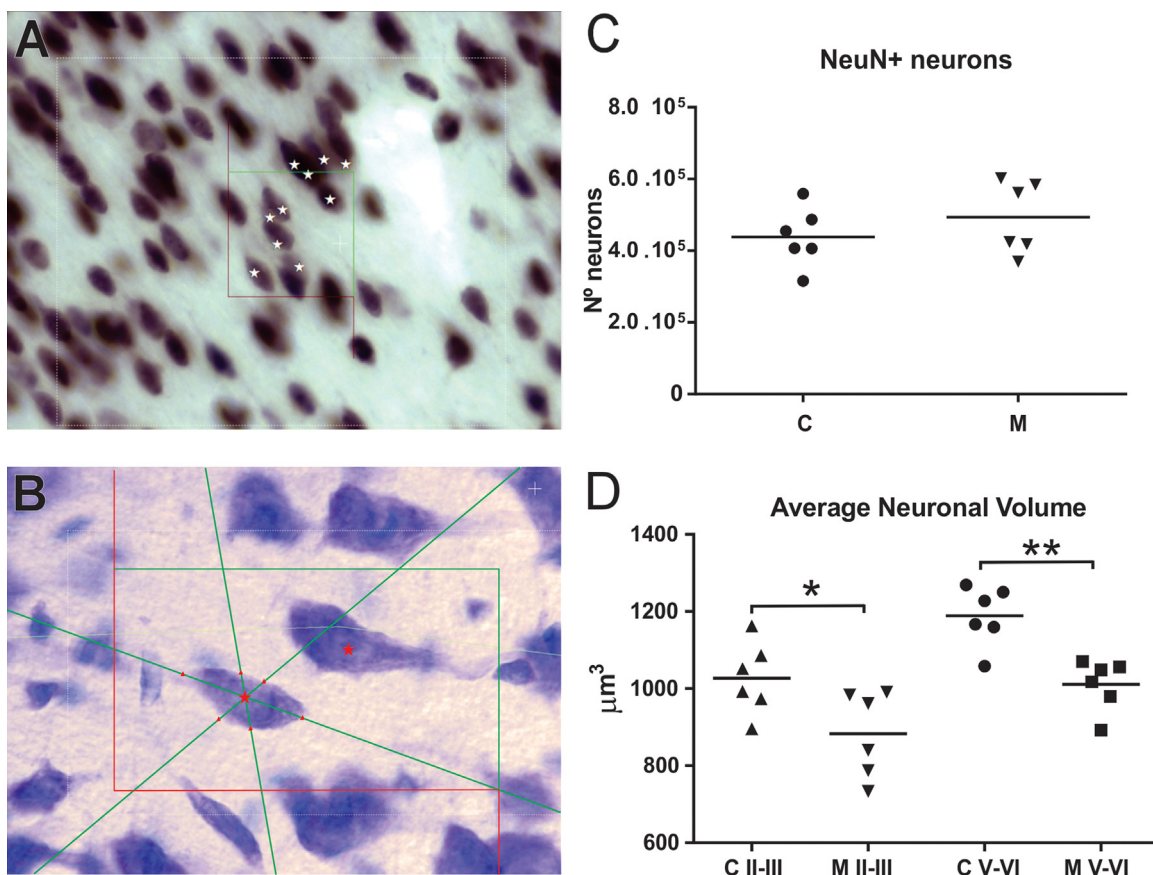 A
B
C
NeuN+ neurons
Nº neurons
8.0 10⁵
6.0 .10⁵
4.0 .10⁵
2.0 .10⁵
0
C
M
D
Average Neuronal Volume
μm³
1400
1200
1000
800
600
*
**
C II-III
M II-III
C V-VI
M V-VI